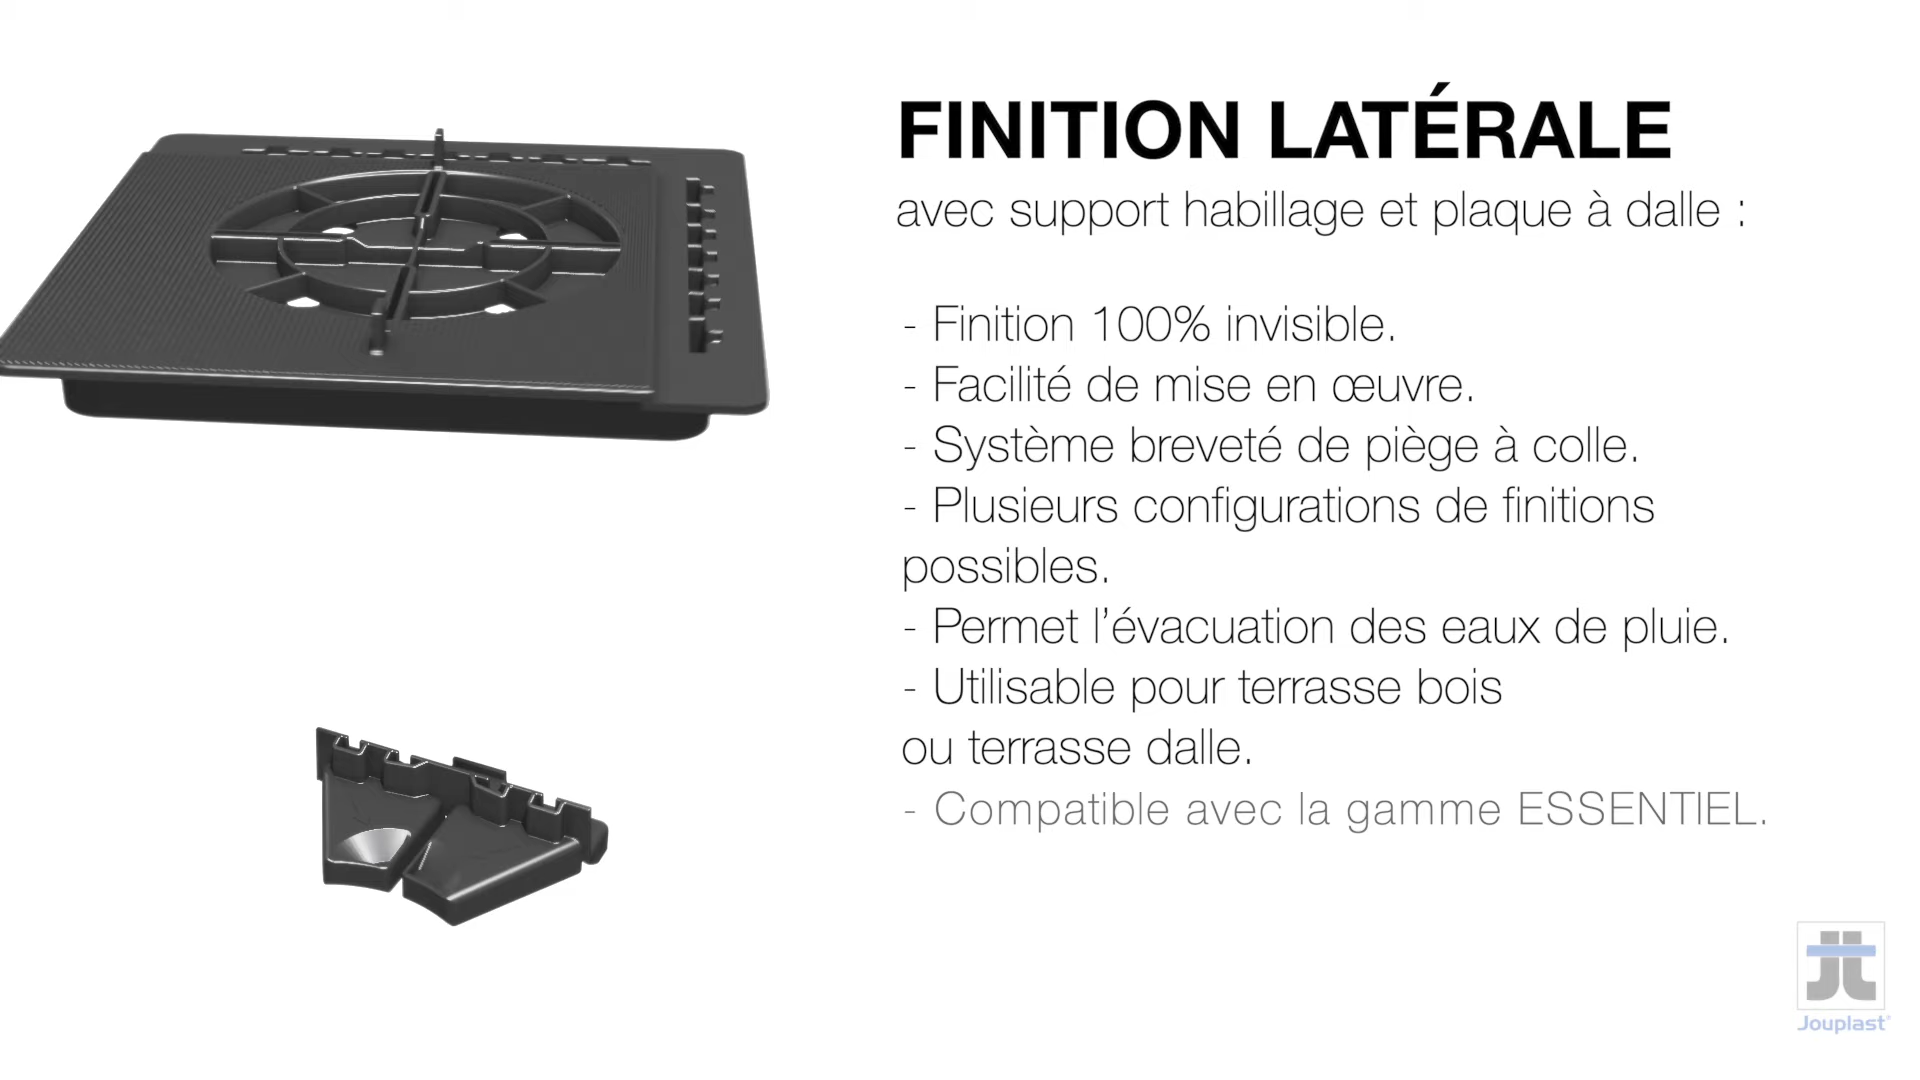 FINITION LATÉRALE
avec support habillage et plaque à dalle :
- Finition 100% invisible.
- Facilité de mise en œuvre.
- Système breveté de piège à colle.
- Plusieurs configurations de finitions
possibles.
- Permet l’évacuation des eaux de pluie.
- Utilisable pour terrasse bois
ou terrasse dalle.
- Compatible avec la gamme ESSENTIEL.
Jouplast®